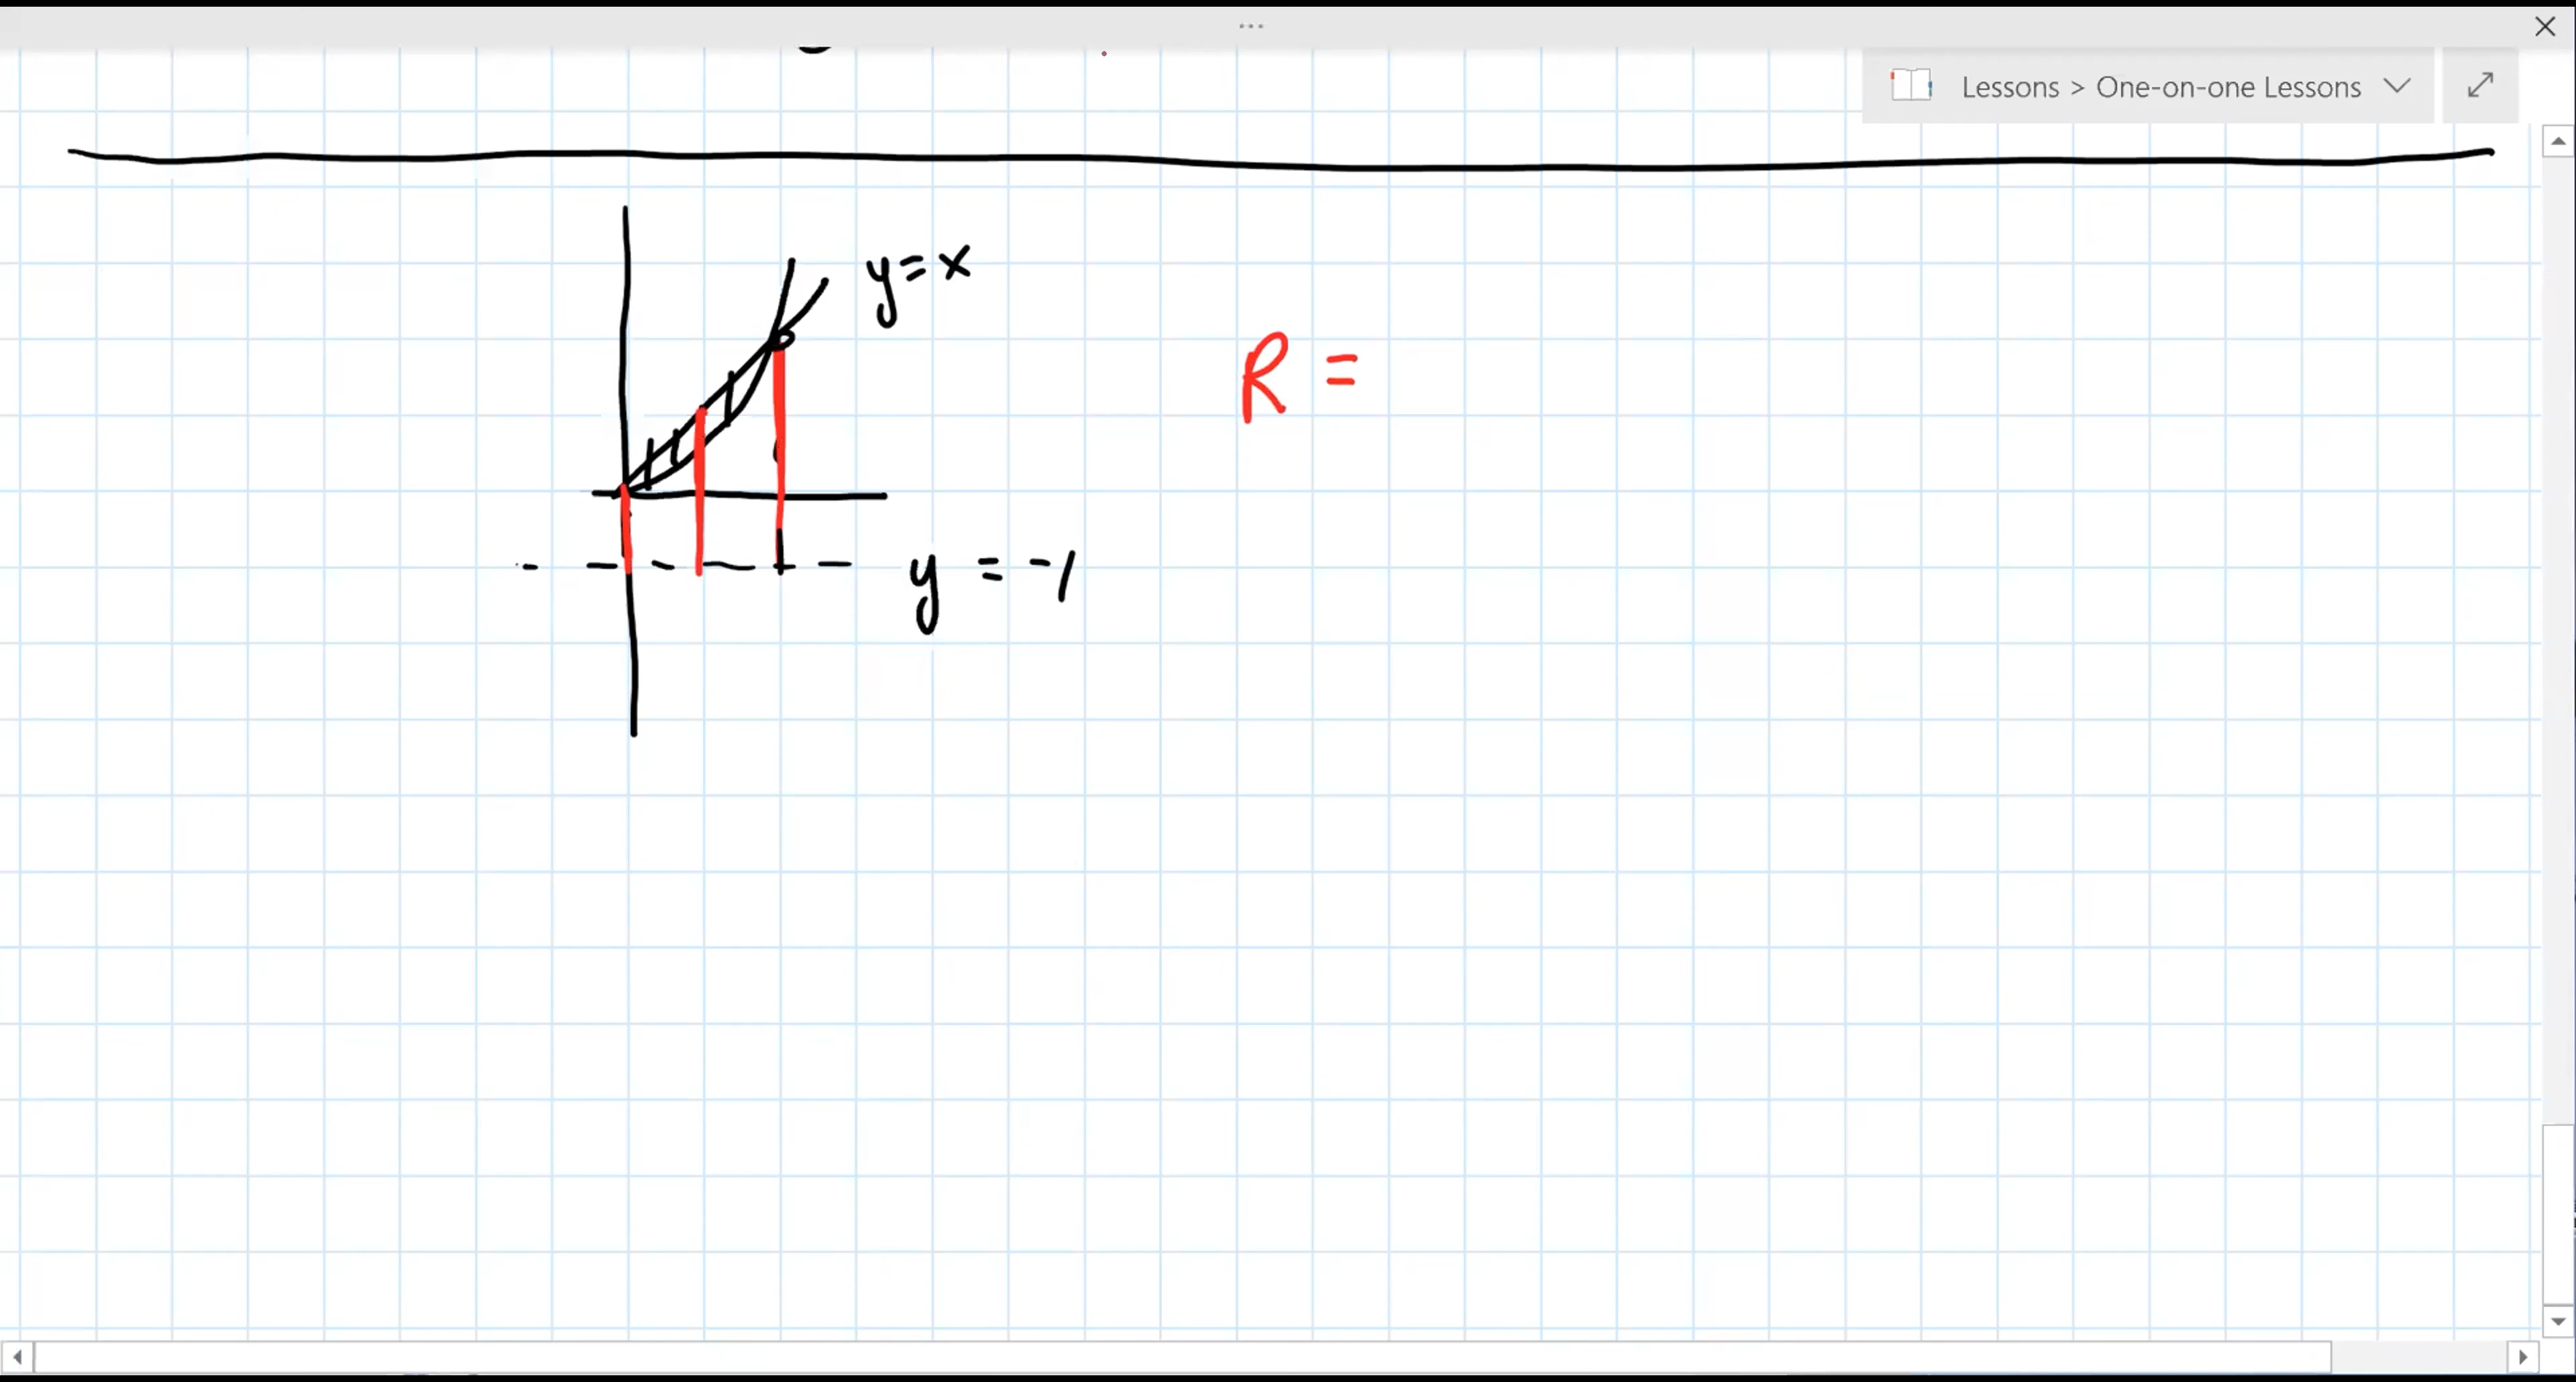 Lessons > One-on-one Lessons
y = x
R =
y = -1